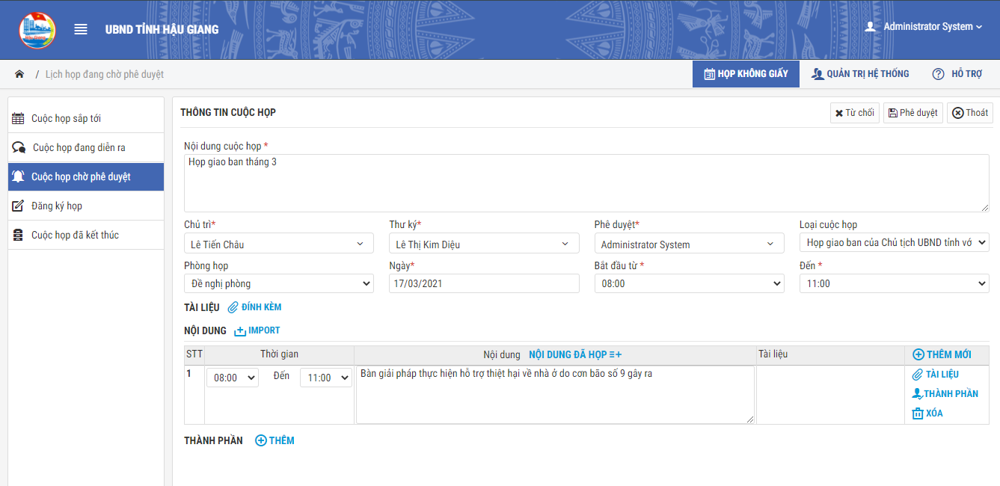 UBND TỈNH HẬU GIANG
Administrator System
/ Lịch họp đang chờ phê duyệt
HỌP KHÔNG GIẤY
QUẢN TRỊ HỆ THỐNG
HỖ TRỢ
Cuộc họp sắp tới
Cuộc họp đang diễn ra
Cuộc họp chờ phê duyệt
Đăng ký họp
Cuộc họp đã kết thúc
THÔNG TIN CUỘC HỌP
Từ chối
Phê duyệt
Thoát
Nội dung cuộc họp *
Họp giao ban tháng 3
Chủ trì* Thư ký* Phê duyệt* Loại cuộc họp
Lê Tiến Châu Lê Thị Kim Diệu Administrator System Họp giao ban của Chủ tịch UBND tỉnh vớ
Phòng họp Ngày* Bắt đầu từ * Đến *
Đề nghị phòng 17/03/2021 08:00 11:00
TÀI LIỆU ĐÍNH KÈM
NỘI DUNG IMPORT
STT Thời gian Nội dung NỘI DUNG ĐÃ HỌP Tài liệu THÊM MỚI
1 08:00 Đến 11:00 Bàn giải pháp thực hiện hỗ trợ thiệt hại về nhà ở do cơn bão số 9 gây ra TÀI LIỆU
THÀNH PHẦN
XÓA
THÀNH PHẦN THÊM